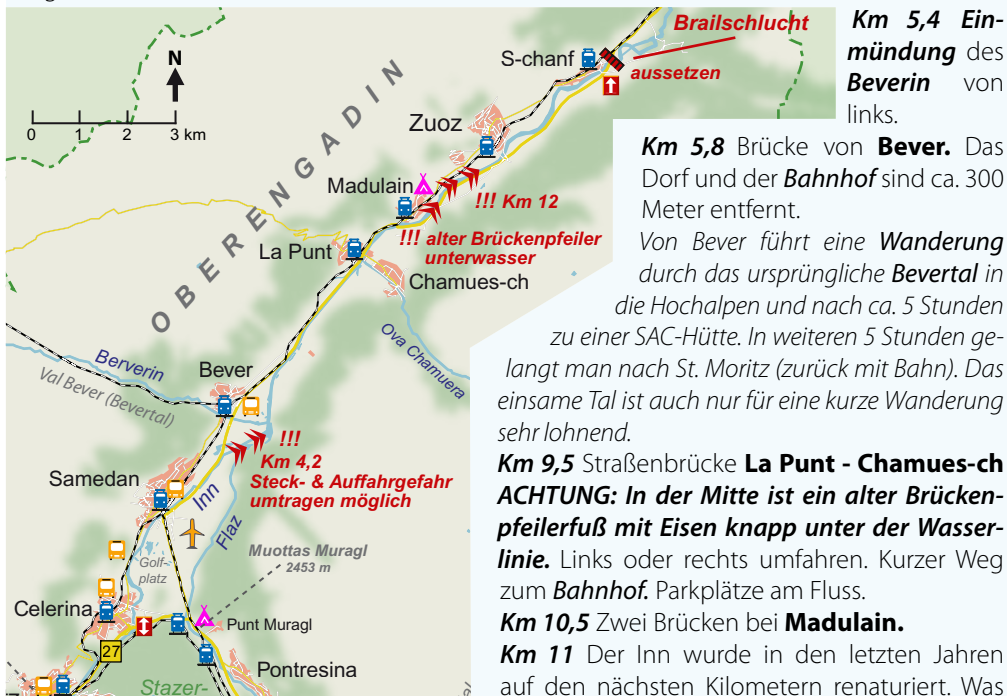 Brailschlucht
S-chanf
aussetzen
N
0 1 2 3 km
OBERENGADIN
Zuoz
Madulain
!!! Km 12
!!! alter Brückenpfeiler
unterwasser
La Punt
Chamues-ch
Ova Chamuera
Berverin
Val Bever (Bevertal)
Bever
!!!
Km 4,2
Steck- & Auffahrgefahr
umtragen möglich
Samedan
Inn
Flaz
Golf-
platz
Muottas Muragl
2453 m
Celerina
Punt Muragl
27
Pontresina
Stazer-
Km 5,4 Ein-
mündung des
Beverin von
links.
Km 5,8 Brücke von Bever. Das
Dorf und der Bahnhof sind ca. 300
Meter entfernt.
Von Bever führt eine Wanderung
durch das ursprüngliche Bevertal in
die Hochalpen und nach ca. 5 Stunden
zu einer SAC-Hütte. In weiteren 5 Stunden ge-
langt man nach St. Moritz (zurück mit Bahn). Das
einsame Tal ist auch nur für eine kurze Wanderung
sehr lohnend.
Km 9,5 Straßenbrücke La Punt - Chamues-ch
ACHTUNG: In der Mitte ist ein alter Brücken-
pfeilerfuß mit Eisen knapp unter der Wasser-
linie. Links oder rechts umfahren. Kurzer Weg
zum Bahnhof. Parkplätze am Fluss.
Km 10,5 Zwei Brücken bei Madulain.
Km 11 Der Inn wurde in den letzten Jahren
auf den nächsten Kilometern renaturiert. Was